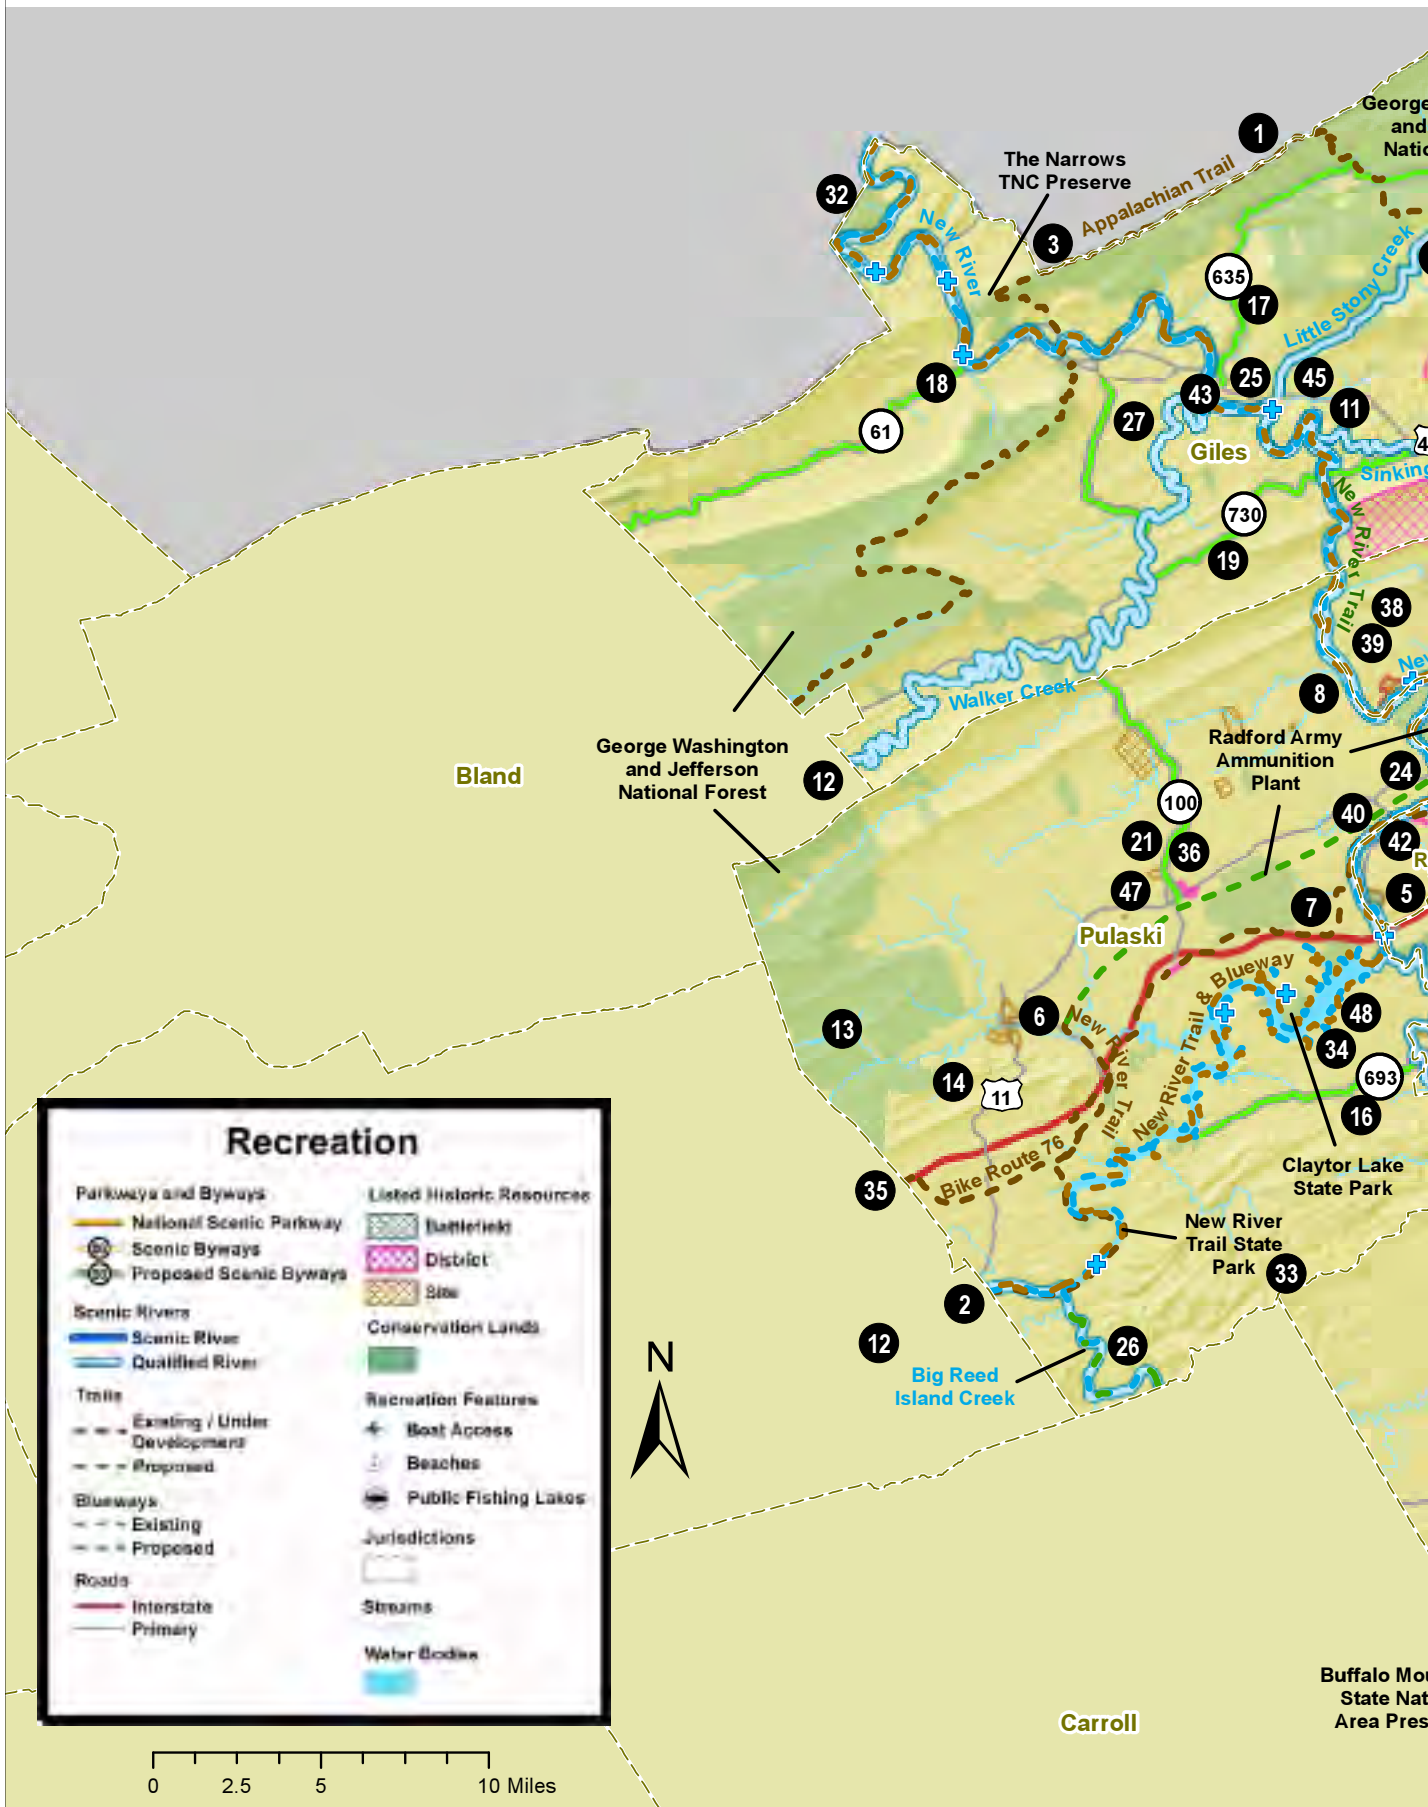 George
and
Natio
1
The Narrows
TNC Preserve
Appalachian Trail
32
New River
3
635
17
Little Stony Creek
18
43
25
45
11
61
27
4
Giles
Sinking
730
New River Trail
19
38
39
New
8
Walker Creek
Radford Army
Ammunition
Plant
George Washington
and Jefferson
National Forest
Bland
12
24
100
40
21
36
42
R
47
7
5
Pulaski
New River Trail & Blueway
6
New River Trail
13
48
34
14
11
693
16
Bike Route 76
Claytor Lake
State Park
35
New River
Trail State
Park
33
2
12
26
Big Reed
Island Creek
N
Recreation
Parkways and Byways
National Scenic Parkway
Scenic Byways
Proposed Scenic Byways
Scenic Rivers
Scenic River
Qualified River
Trails
Existing / Under
Development
Proposed
Blueways
Existing
Proposed
Roads
Interstate
Primary
Listed Historic Resources
Battlefield
District
Site
Conservation Lands
Recreation Features
Boat Access
Beaches
Public Fishing Lakes
Jurisdictions
Streams
Water Bodies
Buffalo Mou
State Nat
Area Pres
Carroll
0
2.5
5
10 Miles